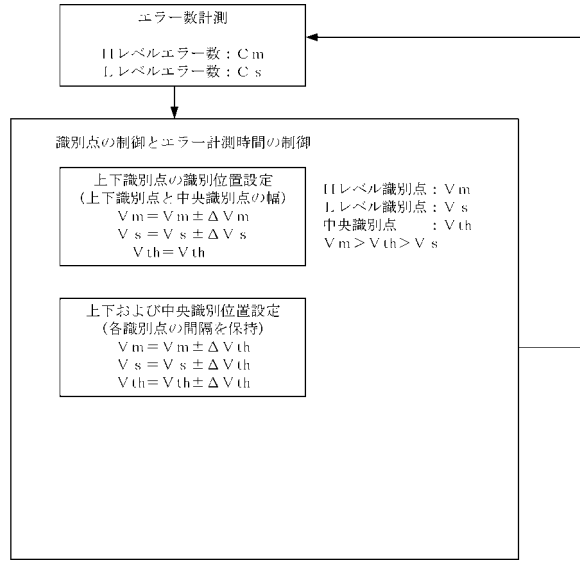 エラー数計測
Hレベルエラー数：Cm
Lレベルエラー数：Cs
識別点の制御とエラー計測時間の制御
上下識別点の識別位置設定
(上下識別点と中央識別点の幅)
Vm＝Vm±ΔVm
Vs＝Vs±ΔVs
Vth＝Vth
Hレベル識別点：Vm
Lレベル識別点：Vs
中央識別点　　：Vth
Vm＞Vth＞Vs
上下および中央識別位置設定
(各識別点の間隔を保持)
Vm＝Vm±ΔVth
Vs＝Vs±ΔVth
Vth＝Vth±ΔVth